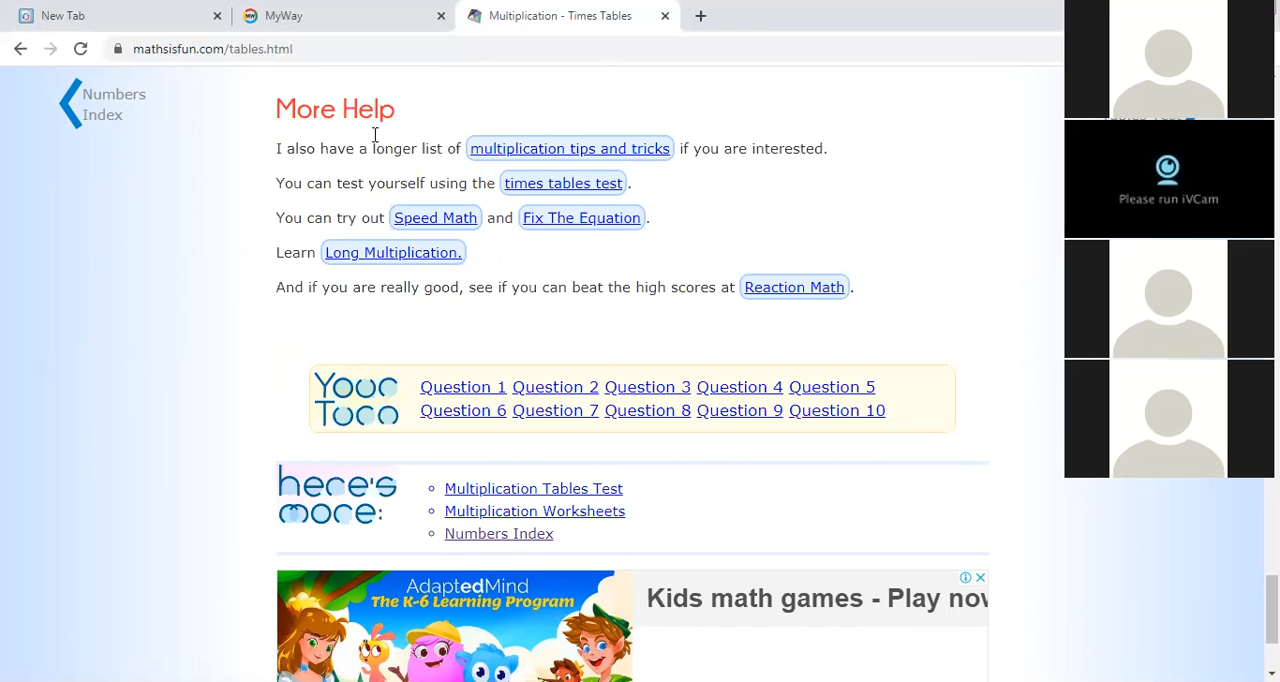 New Tab
MyWay
Multiplication - Times Tables
mathsisfun.com/tables.html
Numbers
Index
More Help
I also have a longer list of multiplication tips and tricks if you are interested.
You can test yourself using the times tables test.
You can try out Speed Math and Fix The Equation.
Learn Long Multiplication.
And if you are really good, see if you can beat the high scores at Reaction Math.
Your
Turn
Question 1 Question 2 Question 3 Question 4 Question 5
Question 6 Question 7 Question 8 Question 9 Question 10
here's
more:
Multiplication Tables Test
Multiplication Worksheets
Numbers Index
AdaptedMind
The K-6 Learning Program
Kids math games - Play now
Please run iVCam